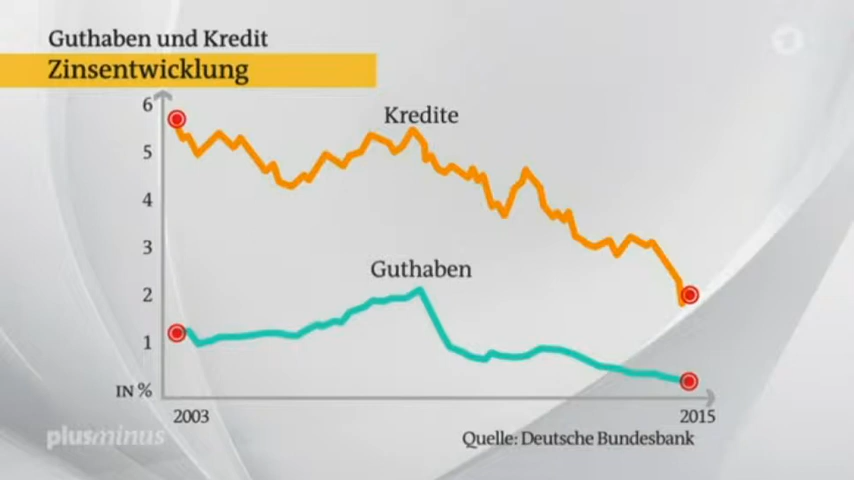 Guthaben und Kredit
Zinsentwicklung
6
5
4
3
2
1
IN %
Kredite
Guthaben
2003
2015
Quelle: Deutsche Bundesbank
plusminus